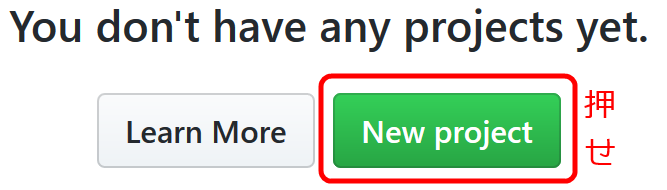 You don't have any projects yet.
Learn More
New project
押
せ